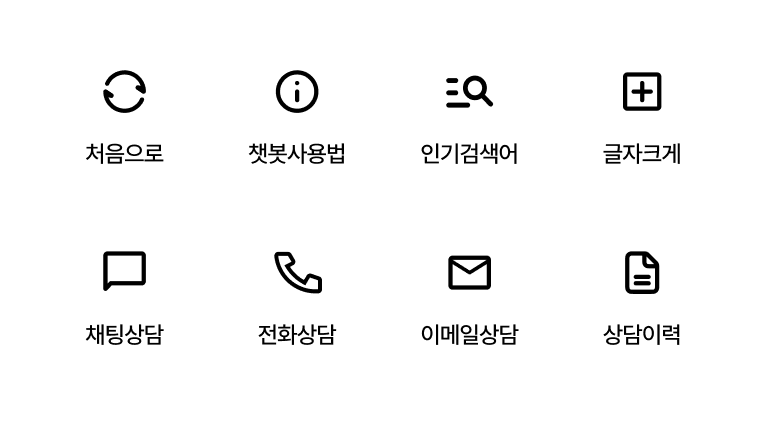 처음으로
챗봇사용법
인기검색어
글자크게
채팅상담
전화상담
이메일상담
상담이력